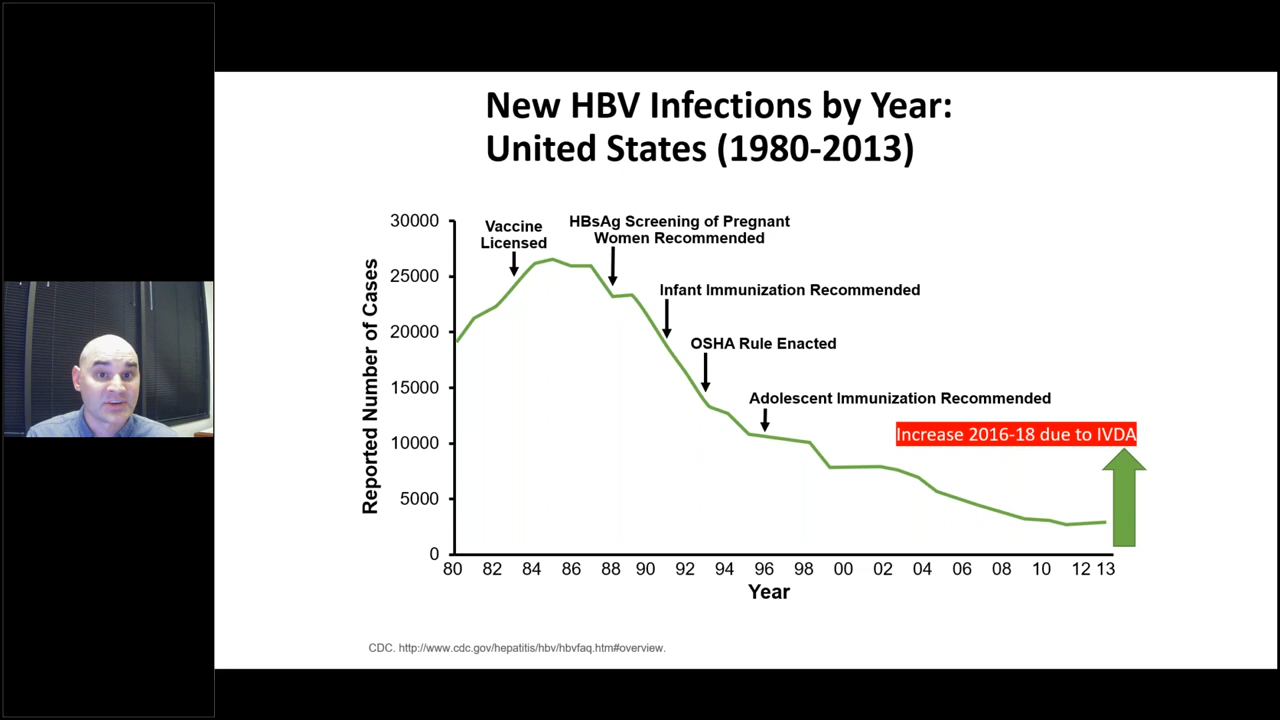 New HBV Infections by Year:
United States (1980-2013)
Reported Number of Cases
30000
25000
20000
15000
10000
5000
0
Vaccine
Licensed
HBsAg Screening of Pregnant
Women Recommended
Infant Immunization Recommended
OSHA Rule Enacted
Adolescent Immunization Recommended
Increase 2016-18 due to IVDA
80 82 84 86 88 90 92 94 96 98 00 02 04 06 08 10 12 13
Year
CDC. http://www.cdc.gov/hepatitis/hbv/hbvfaq.htm#overview.